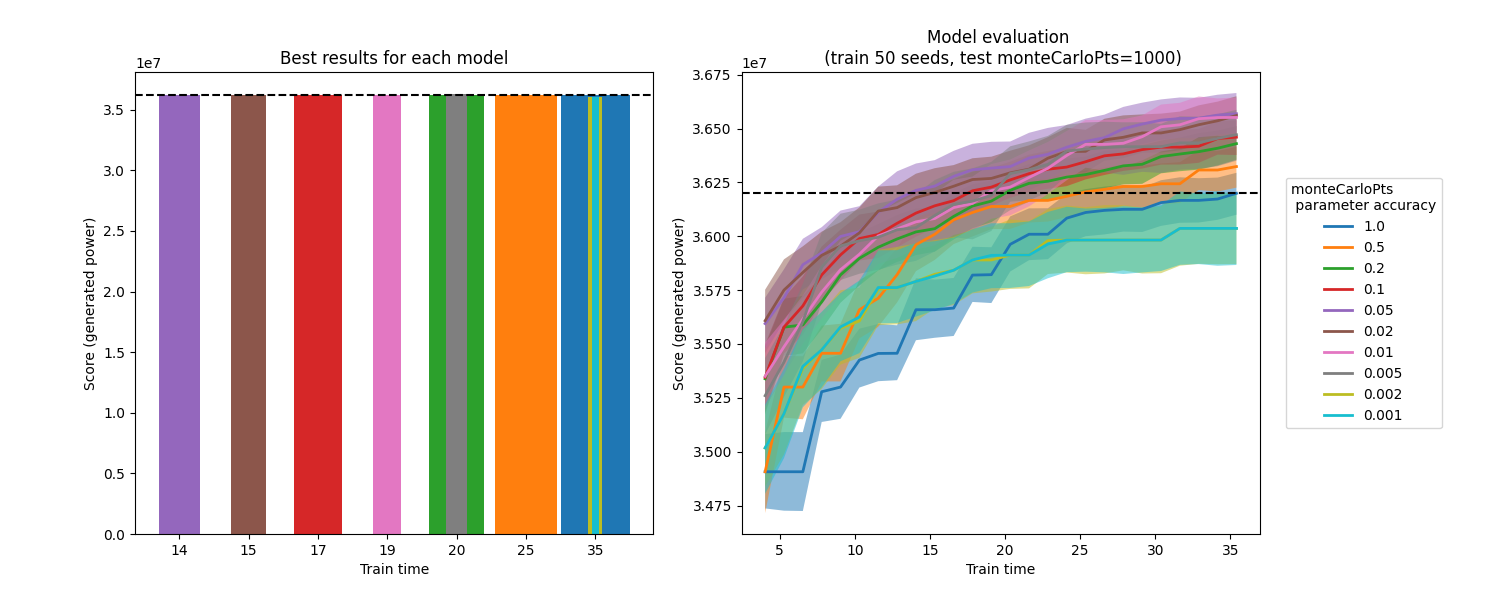 Best results for each model
1e7
Score (generated power)
3.5
3.0
2.5
2.0
1.5
1.0
0.5
0.0
14 15 17 19 20 25 35
Train time
Model evaluation
(train 50 seeds, test monteCarloPts=1000)
1e7
Score (generated power)
3.675
3.650
3.625
3.600
3.575
3.550
3.525
3.500
3.475
5 10 15 20 25 30 35
Train time
monteCarloPts
parameter accuracy
1.0
0.5
0.2
0.1
0.05
0.02
0.01
0.005
0.002
0.001